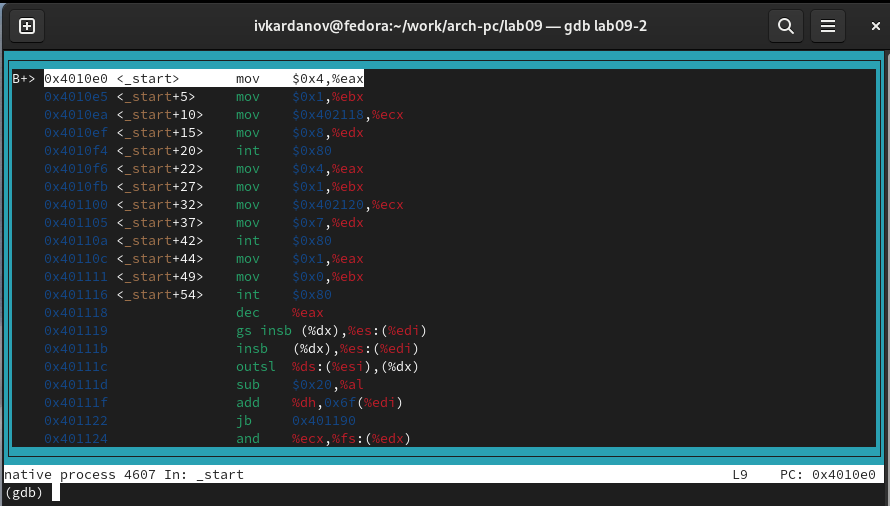 ivkardanov@fedora:~/work/arch-pc/lab09 — gdb lab09-2
B+> 0x4010e0 <_start>       mov    $0x4,%eax
    0x4010e5 <_start+5>     mov    $0x1,%ebx
    0x4010ea <_start+10>    mov    $0x402118,%ecx
    0x4010ef <_start+15>    mov    $0x8,%edx
    0x4010f4 <_start+20>    int    $0x80
    0x4010f6 <_start+22>    mov    $0x4,%eax
    0x4010fb <_start+27>    mov    $0x1,%ebx
    0x401100 <_start+32>    mov    $0x402120,%ecx
    0x401105 <_start+37>    mov    $0x7,%edx
    0x40110a <_start+42>    int    $0x80
    0x40110c <_start+44>    mov    $0x1,%eax
    0x401111 <_start+49>    mov    $0x0,%ebx
    0x401116 <_start+54>    int    $0x80
    0x401118                dec    %eax
    0x401119                gs insb (%dx),%es:(%edi)
    0x40111b                insb   (%dx),%es:(%edi)
    0x40111c                outsl  %ds:(%esi),(%dx)
    0x40111d                sub    $0x20,%al
    0x40111f                add    %dh,0x6f(%edi)
    0x401122                jb     0x401190
    0x401124                and    %ecx,%fs:(%edx)
native process 4607 In: _start    L9    PC: 0x4010e0
(gdb)